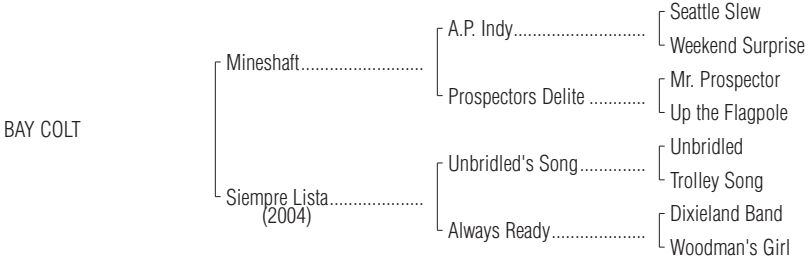 Seattle Slew
A.P. Indy..........................
Weekend Surprise
Mineshaft........................
Mr. Prospector
Prospectors Delite ............
Up the Flagpole
BAY COLT
Unbridled
Unbridled's Song.............
Trolley Song
Siempre Lista...................
(2004)
Dixieland Band
Always Ready...................
Woodman's Girl